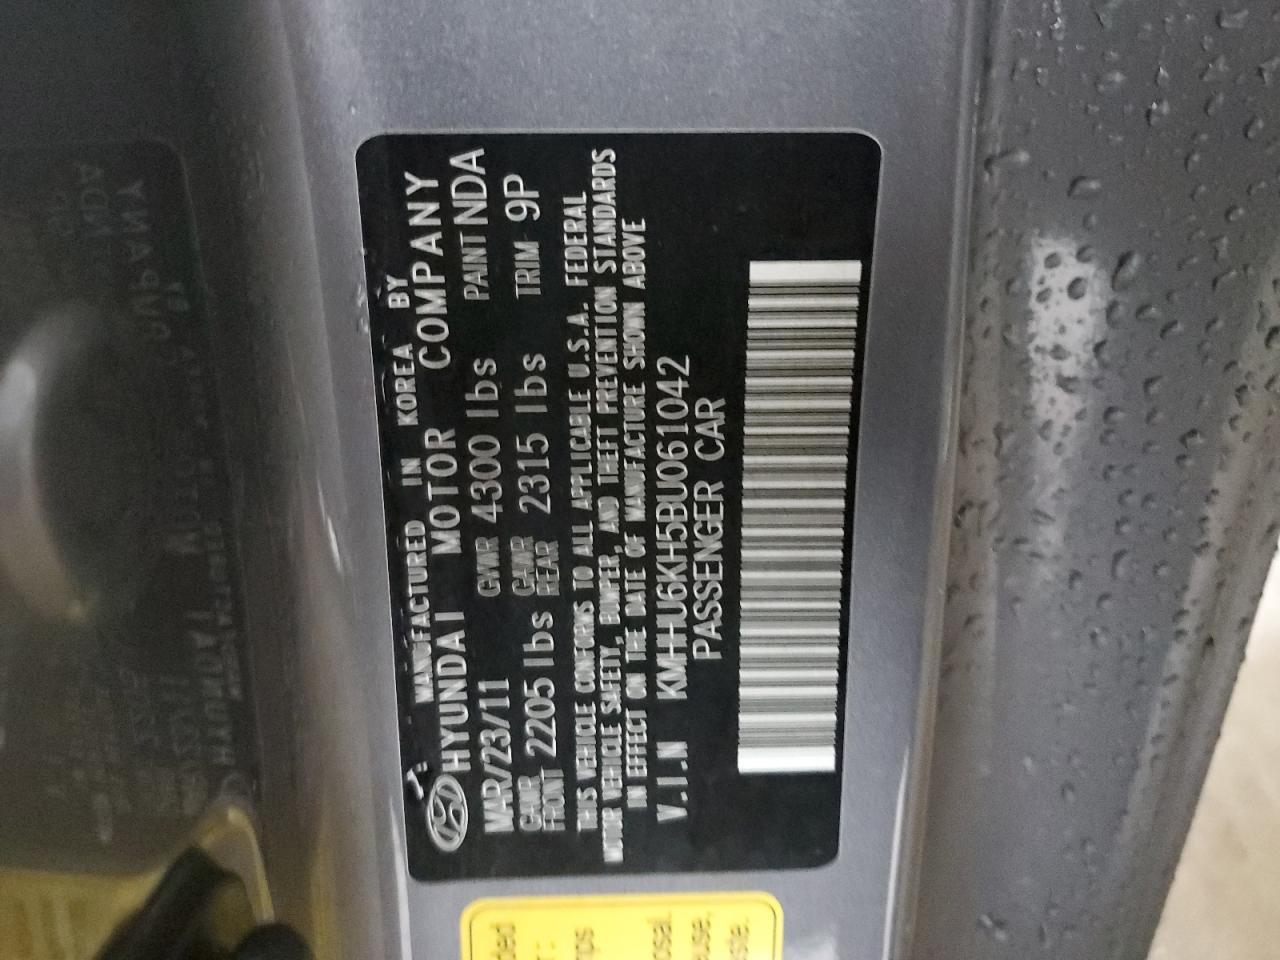 MANUFACTURED IN KOREA BY
HYUNDAI MOTOR COMPANY
MAR/23/11 GVWR 4300 lbs PAINT NDA
GAWR FRONT 2205 lbs GAWR REAR 2315 lbs TRIM 9P
THIS VEHICLE CONFORMS TO ALL APPLICABLE U.S.A. FEDERAL
MOTOR VEHICLE SAFETY, BUMPER, AND THEFT PREVENTION STANDARDS
IN EFFECT ON THE DATE OF MANUFACTURE SHOWN ABOVE
V.I.N KMHHU6KH5BU061042
PASSENGER CAR